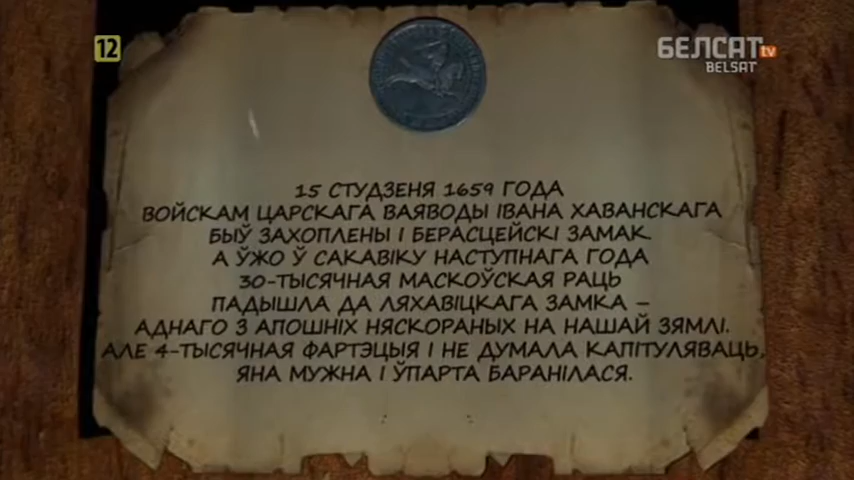 12
БЕЛСАТ tv
BELSAT
15 СТУДЗЕНЯ 1659 ГОДА
ВОЙСКАМ ЦАРСКАГА ВАЯВОДЫ ІВАНА ХАВАНСКАГА
БЫЎ ЗАХОПЛЕНЫ І БЕРАСЦЕЙСКІ ЗАМАК.
А ЎЖО Ў САКАВІКУ НАСТУПНАГА ГОДА
30-ТЫСЯЧНАЯ МАСКОЎСКАЯ РАЦЬ
ПАДЫШЛА ДА ЛЯХАВІЦКАГА ЗАМКА –
АДНАГО З АПОШНІХ НЯСКОРАНЫХ НА НАШАЙ ЗЯМЛІ.
АЛЕ 4-ТЫСЯЧНАЯ ФАРТЭЦЫЯ І НЕ ДУМАЛА КАПІТУЛЯВАЦЬ,
ЯНА МУЖНА І ЎПАРТА БАРАНІЛАСЯ.